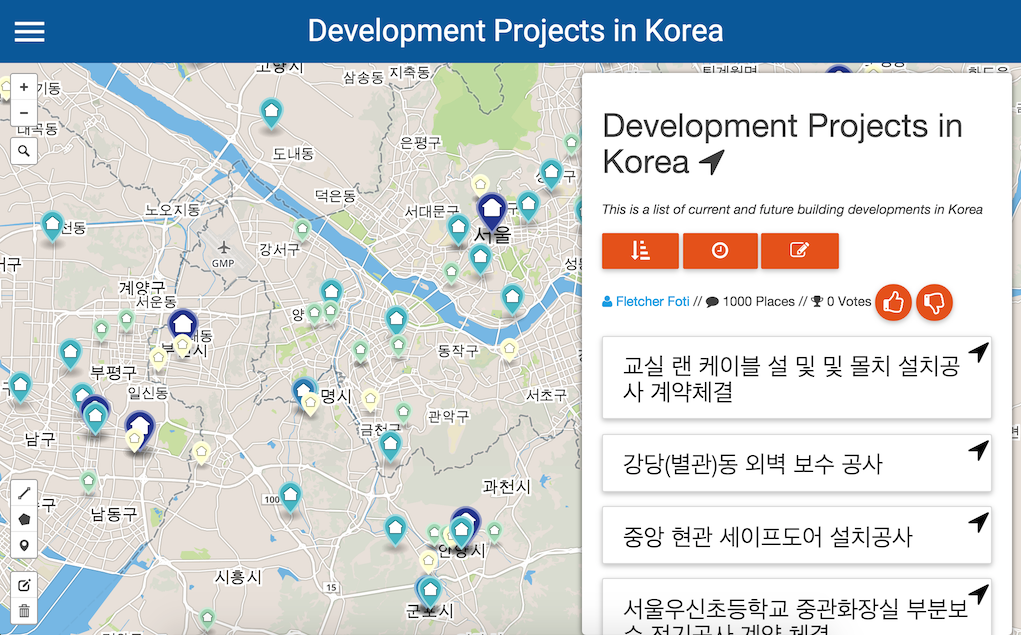 Development Projects in Korea
고양시
삼송동
지축동
대곡동
도내동
은평구
덕은동
노오지동
서대문구
서울
강서구
GMP
계양구
서운동
부평구
동작구
일신동
서초구
관악구
금천구
남구
과천시
100
남동구
안양시
시흥시
15
군포시
Development Projects in
Korea
This is a list of current and future building developments in Korea
Fletcher Foti // 1000 Places // 0 Votes
교실 랜 케이블 설 및 및 몰치 설치공
사 계약체결
강당(별관)동 외벽 보수 공사
중앙 현관 세이프도어 설치공사
서울우신초등학교 중관화장실 부분보
수 전기공사 계약 체결